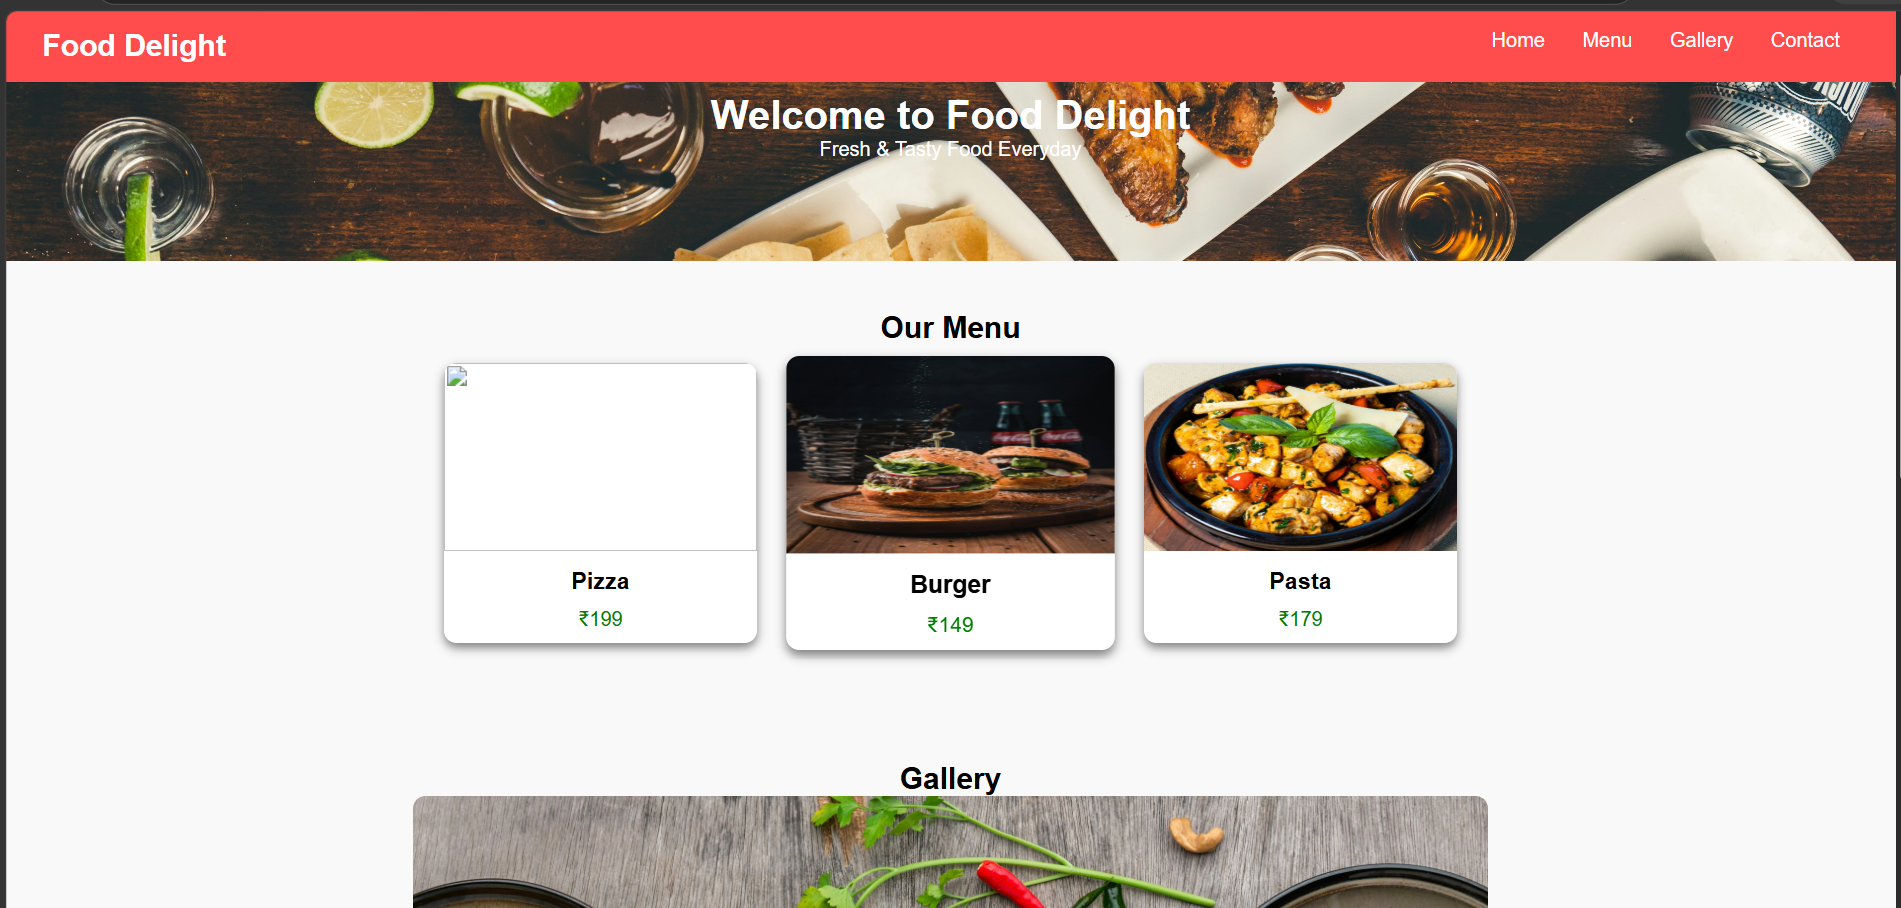 Food Delight
Home Menu Gallery Contact
Welcome to Food Delight
Fresh & Tasty Food Everyday
Our Menu
Pizza
₹199
Burger
₹149
Pasta
₹179
Gallery